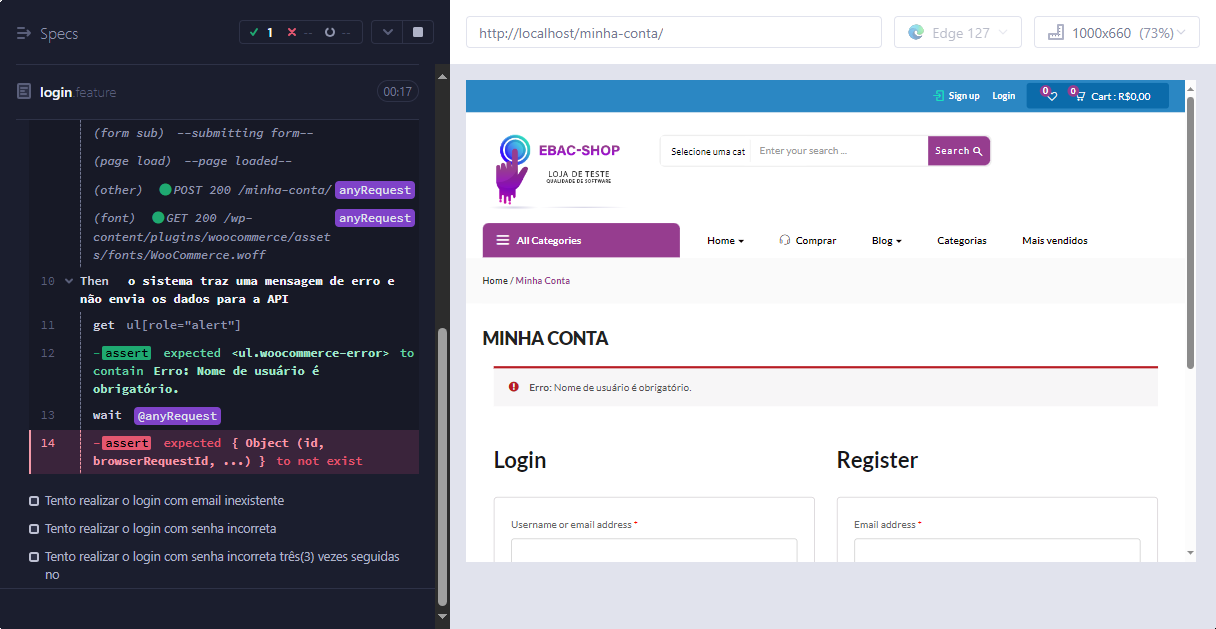 Specs
1 -- --
http://localhost/minha-conta/
Edge 127
1000x660 (73%)
login feature
00:17
(form sub) --submitting form--
(page load) --page loaded--
(other) POST 200 /minha-conta/ anyRequest
(font) GET 200 /wp- anyRequest
content/plugins/woocommerce/asset
s/fonts/WooCommerce.woff
10 Then o sistema traz uma mensagem de erro e
não envia os dados para a API
11 get ul[role="alert"]
12 -assert expected <ul.woocommerce-error> to
contain Erro: Nome de usuário é
obrigatório.
13 wait @anyRequest
14 -assert expected { Object (id,
browserRequestId, ...) } to not exist
Tento realizar o login com email inexistente
Tento realizar o login com senha incorreta
Tento realizar o login com senha incorreta três(3) vezes seguidas
no
Sign up Login 0 0 Cart : R$0,00
EBAC-SHOP
LOJA DE TESTE
QUALIDADE DE SOFTWARE
Selecione uma cat Enter your search ... Search
All Categories Home Comprar Blog Categorias Mais vendidos
Home / Minha Conta
MINHA CONTA
Erro: Nome de usuário é obrigatório.
Login Register
Username or email address * Email address *